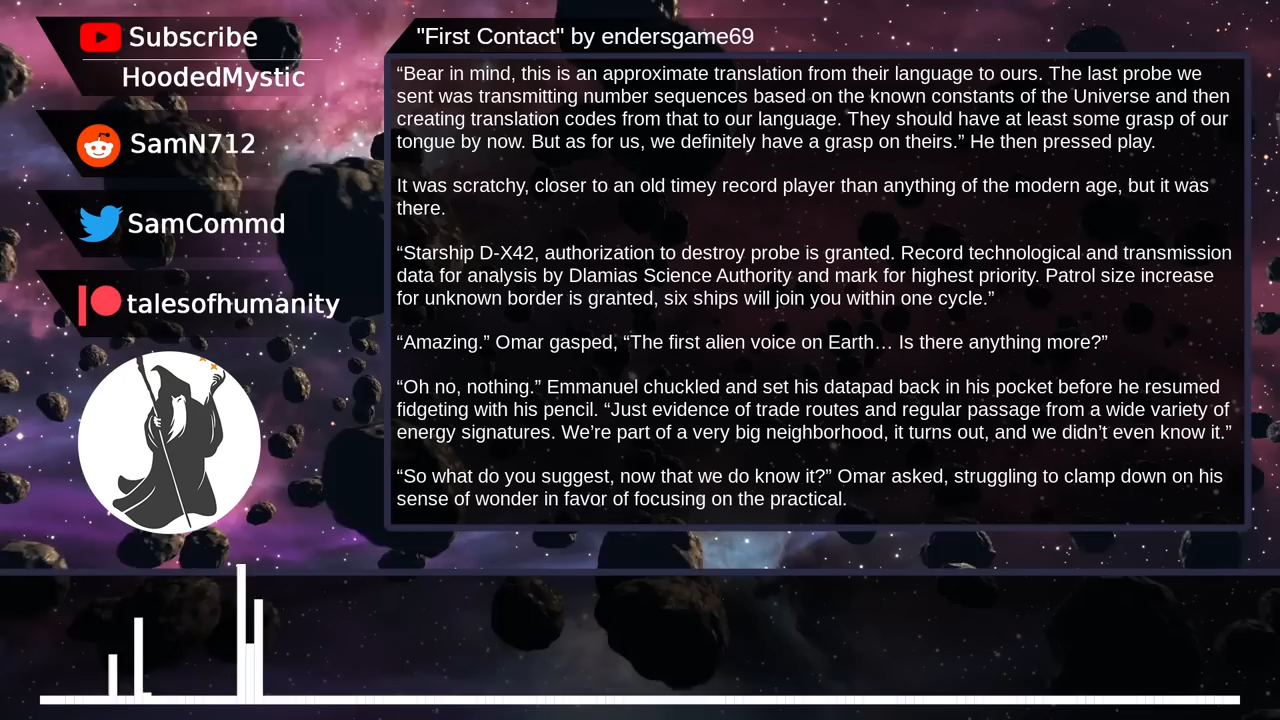 Subscribe
HoodedMystic
SamN712
SamCommd
talesofhumanity
"First Contact" by endersgame69
“Bear in mind, this is an approximate translation from their language to ours. The last probe we
sent was transmitting number sequences based on the known constants of the Universe and then
creating translation codes from that to our language. They should have at least some grasp of our
tongue by now. But as for us, we definitely have a grasp on theirs.” He then pressed play.
It was scratchy, closer to an old timey record player than anything of the modern age, but it was
there.
“Starship D-X42, authorization to destroy probe is granted. Record technological and transmission
data for analysis by Dlamias Science Authority and mark for highest priority. Patrol size increase
for unknown border is granted, six ships will join you within one cycle.”
“Amazing.” Omar gasped, “The first alien voice on Earth… Is there anything more?”
“Oh no, nothing.” Emmanuel chuckled and set his datapad back in his pocket before he resumed
fidgeting with his pencil. “Just evidence of trade routes and regular passage from a wide variety of
energy signatures. We’re part of a very big neighborhood, it turns out, and we didn’t even know it.”
“So what do you suggest, now that we do know it?” Omar asked, struggling to clamp down on his
sense of wonder in favor of focusing on the practical.